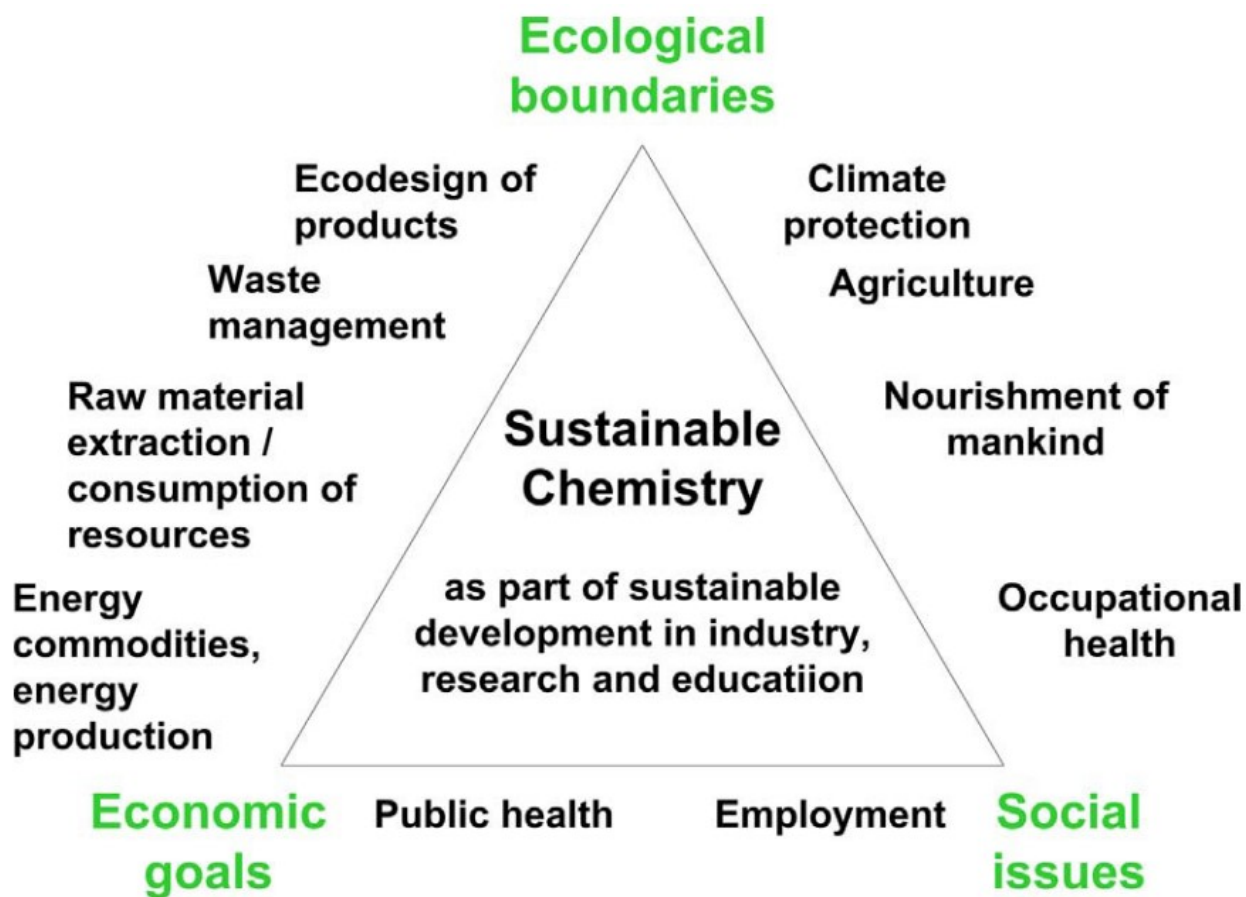 Ecological
boundaries
Ecodesign of
products
Climate
protection
Waste
management
Agriculture
Raw material
extraction /
consumption of
resources
Nourishment of
mankind
Sustainable
Chemistry
as part of sustainable
development in industry,
research and educatiion
Energy
commodities,
energy
production
Occupational
health
Economic
goals
Public health
Employment
Social
issues